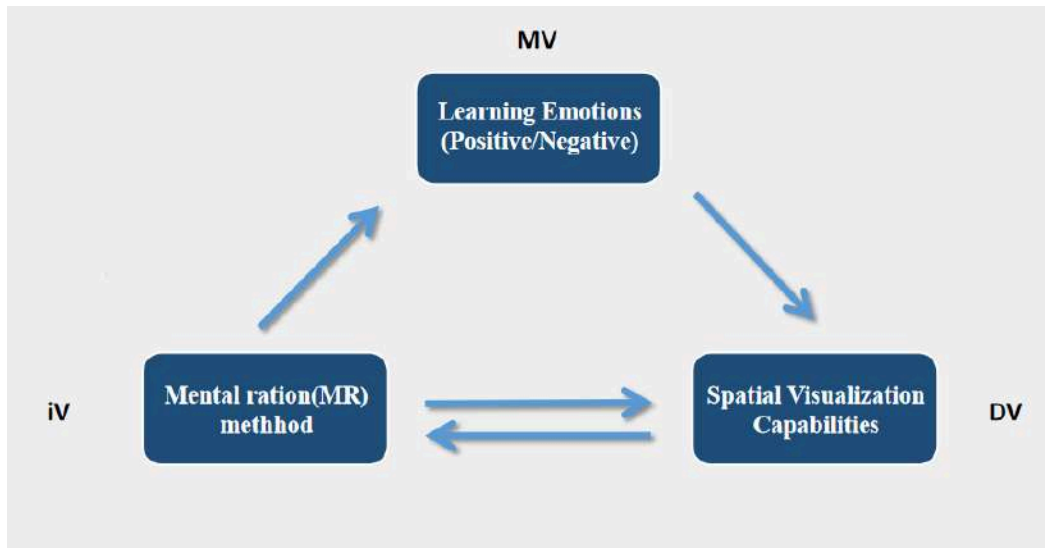 MV
Learning Emotions
(Positive/Negative)
iV
Mental ration(MR)
methhod
Spatial Visualization
Capabilities
DV